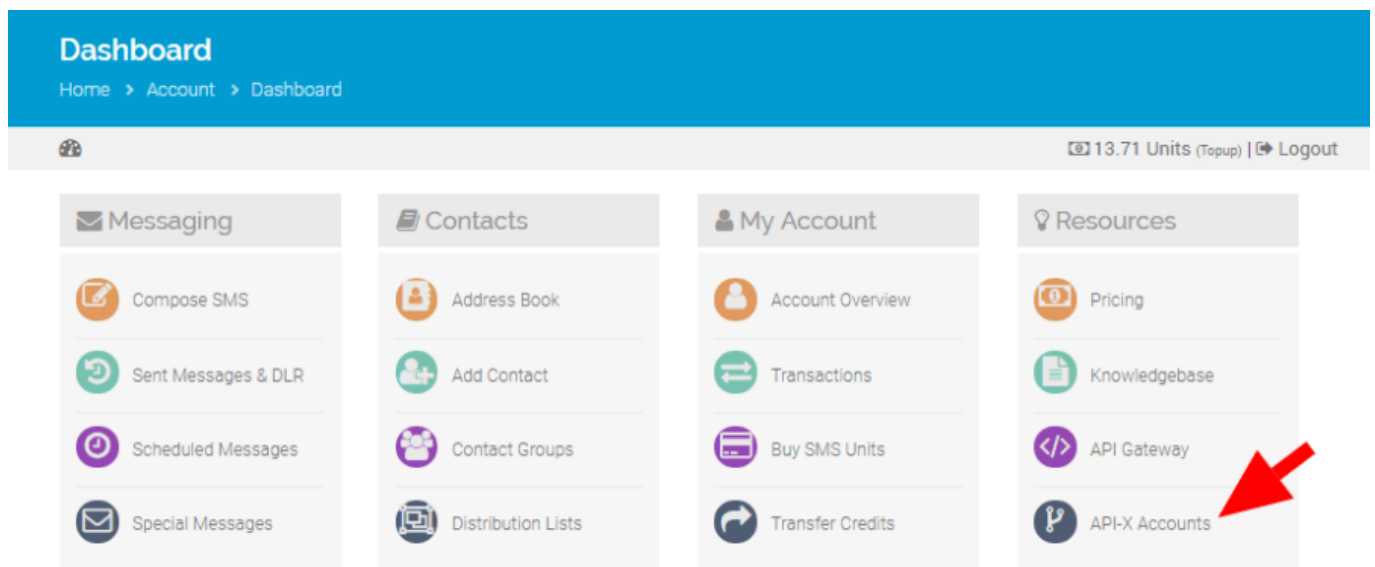 Dashboard
Home > Account > Dashboard
13.71 Units (Topup) | Logout
Messaging
Compose SMS
Sent Messages & DLR
Scheduled Messages
Special Messages
Contacts
Address Book
Add Contact
Contact Groups
Distribution Lists
My Account
Account Overview
Transactions
Buy SMS Units
Transfer Credits
Resources
Pricing
Knowledgebase
API Gateway
API-X Accounts